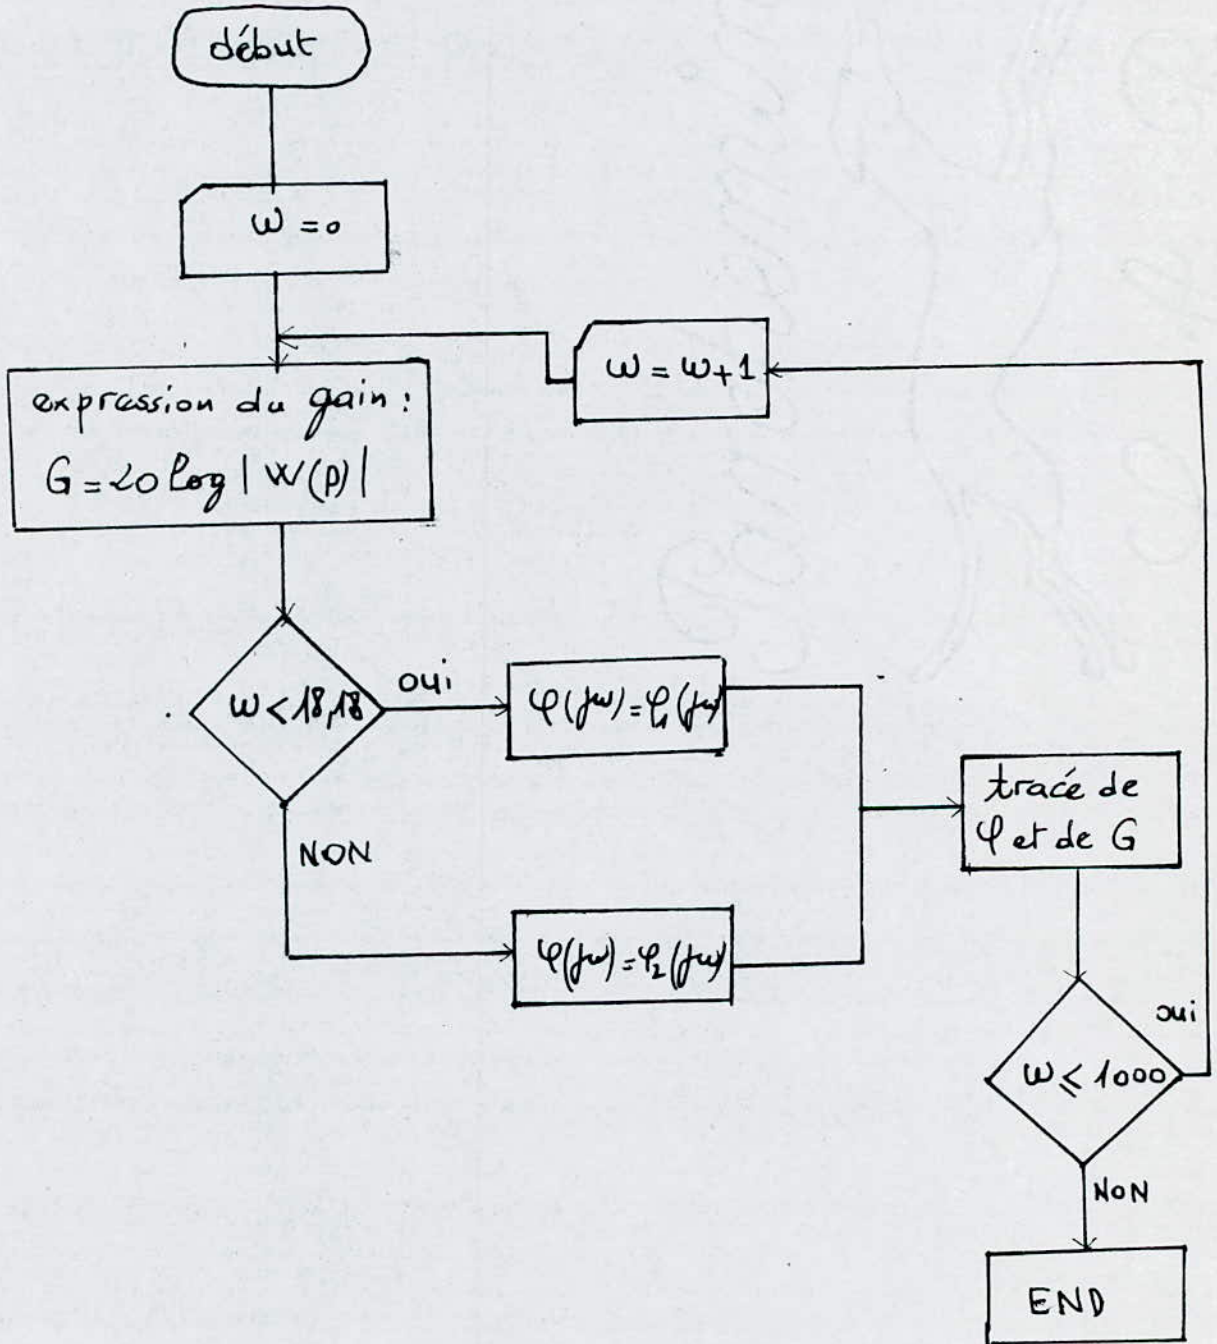 début
ω = 0
ω = ω+1
expression du gain :
G = 20 log | W(p) |
ω < 18,18
oui
φ(jω) = φ1(jω)
NON
φ(jω) = φ2(jω)
tracé de
φ et de G
ω ≤ 1000
oui
NON
END